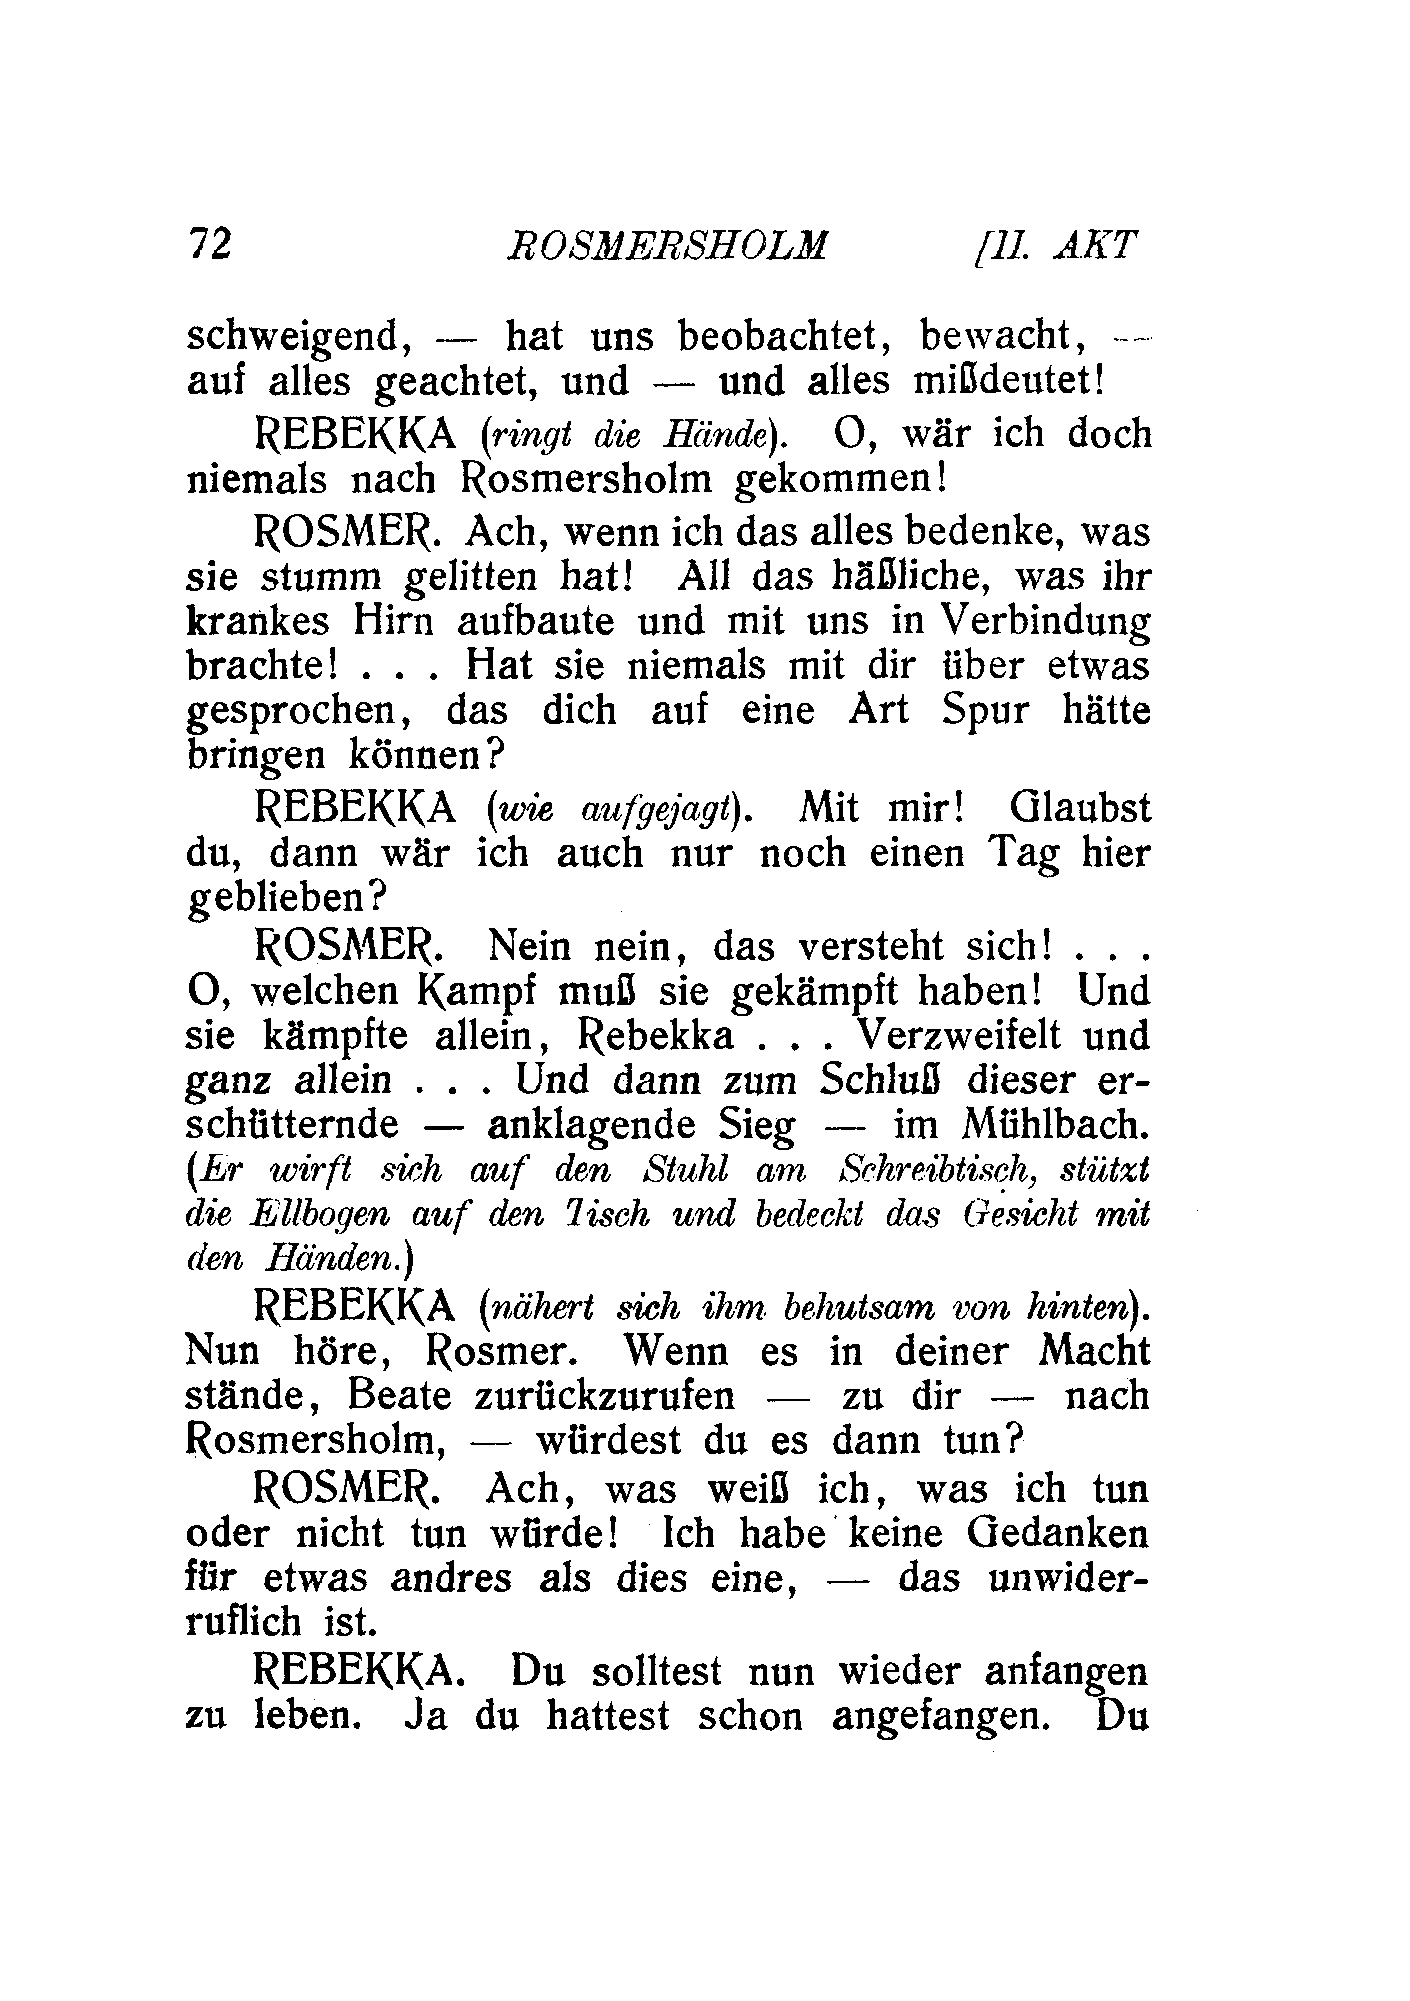 72 ROSMERSHOLM [II. AKT
schweigend, — hat uns beobachtet, bewacht, —
auf alles geachtet, und — und alles mißdeutet!
REBEKKA (ringt die Hände). O, wär ich doch
niemals nach Rosmersholm gekommen!
ROSMER. Ach, wenn ich das alles bedenke, was
sie stumm gelitten hat! All das häßliche, was ihr
krankes Hirn aufbaute und mit uns in Verbindung
brachte! . . . Hat sie niemals mit dir über etwas
gesprochen, das dich auf eine Art Spur hätte
bringen können?
REBEKKA (wie aufgejagt). Mit mir! Glaubst
du, dann wär ich auch nur noch einen Tag hier
geblieben?
ROSMER. Nein nein, das versteht sich! . . .
O, welchen Kampf muß sie gekämpft haben! Und
sie kämpfte allein, Rebekka . . . Verzweifelt und
ganz allein . . . Und dann zum Schluß dieser er-
schütternde — anklagende Sieg — im Mühlbach.
(Er wirft sich auf den Stuhl am Schreibtisch, stützt
die Ellbogen auf den Tisch und bedeckt das Gesicht mit
den Händen.)
REBEKKA (nähert sich ihm behutsam von hinten).
Nun höre, Rosmer. Wenn es in deiner Macht
stände, Beate zurückzurufen — zu dir — nach
Rosmersholm, — würdest du es dann tun?
ROSMER. Ach, was weiß ich, was ich tun
oder nicht tun würde! Ich habe keine Gedanken
für etwas andres als dies eine, — das unwider-
ruflich ist.
REBEKKA. Du solltest nun wieder anfangen
zu leben. Ja du hattest schon angefangen. Du